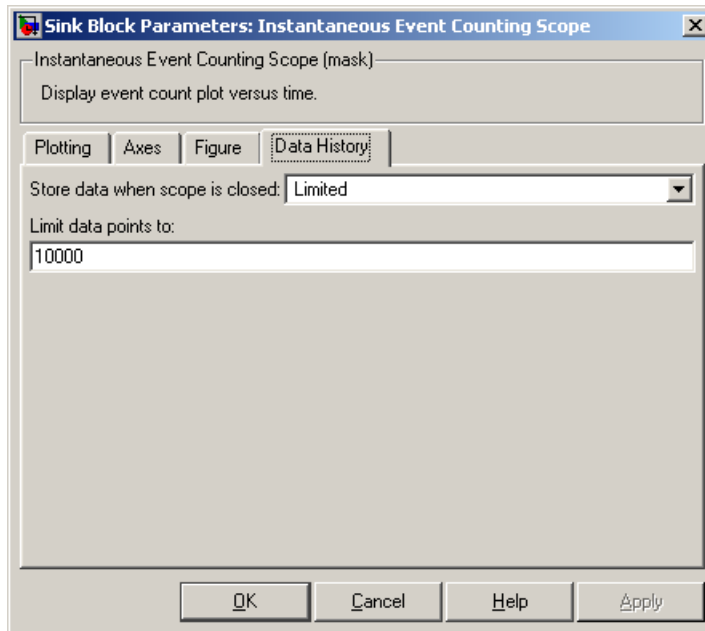 Sink Block Parameters: Instantaneous Event Counting Scope
Instantaneous Event Counting Scope (mask)
Display event count plot versus time.
Plotting Axes Figure Data History
Store data when scope is closed: Limited
Limit data points to:
10000
OK Cancel Help Apply